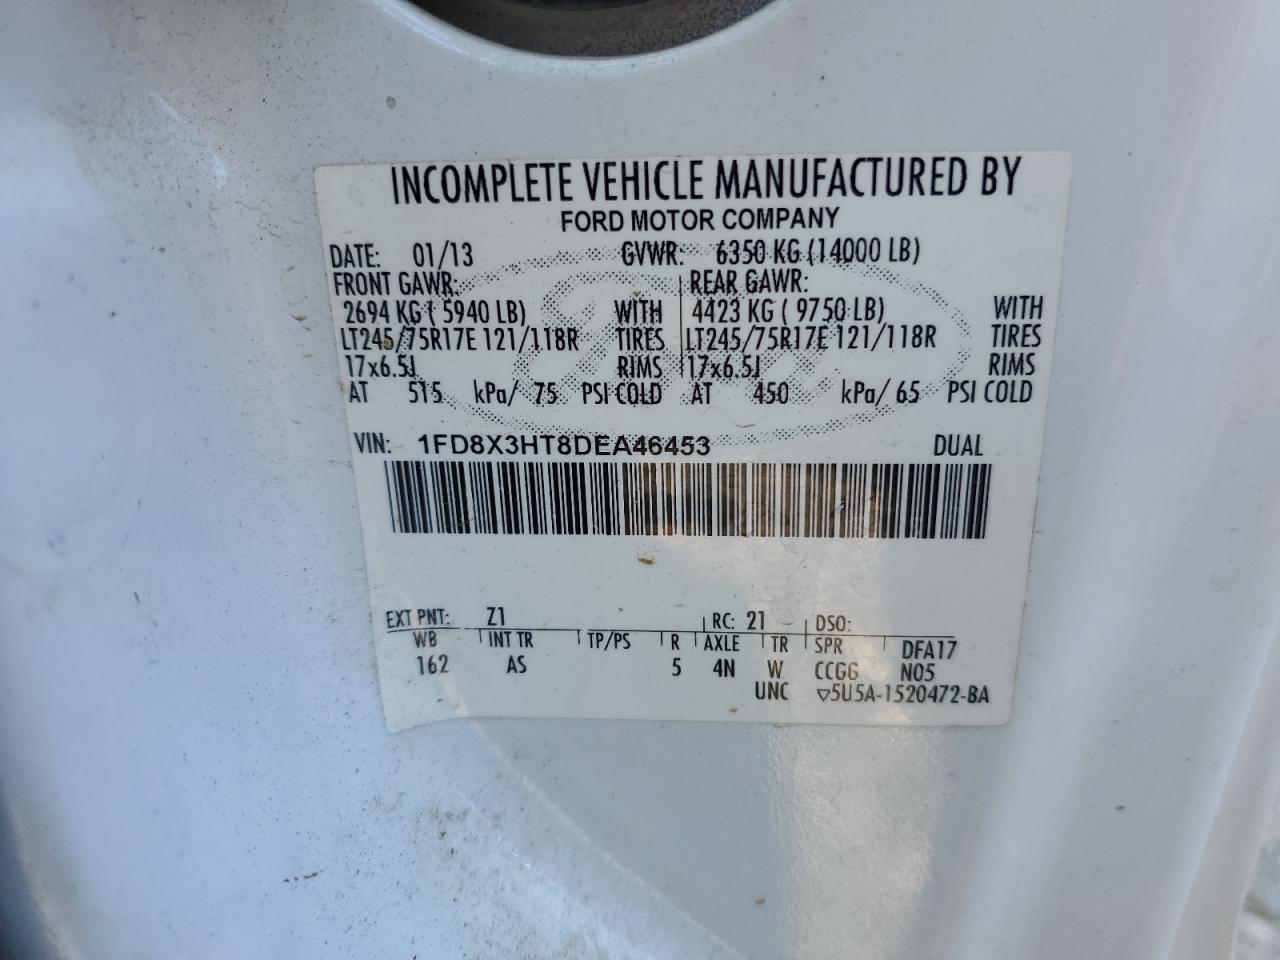 INCOMPLETE VEHICLE MANUFACTURED BY
FORD MOTOR COMPANY
DATE: 01/13 GVWR: 6350 KG (14000 LB)
FRONT GAWR: REAR GAWR:
2694 KG ( 5940 LB) WITH 4423 KG ( 9750 LB) WITH
LT245/75R17E 121/118R TIRES LT245/75R17E 121/118R TIRES
17x6.5J RIMS 17x6.5J RIMS
AT 515 kPa/ 75 PSI COLD AT 450 kPa/ 65 PSI COLD
VIN: 1FD8X3HT8DEA46453 DUAL
EXT PNT: Z1 RC: 21 DSO:
WB INT TR TP/PS R AXLE TR SPR DFA17
162 AS 5 4N W CCGG N05
UNC ▽5U5A-1520472-BA